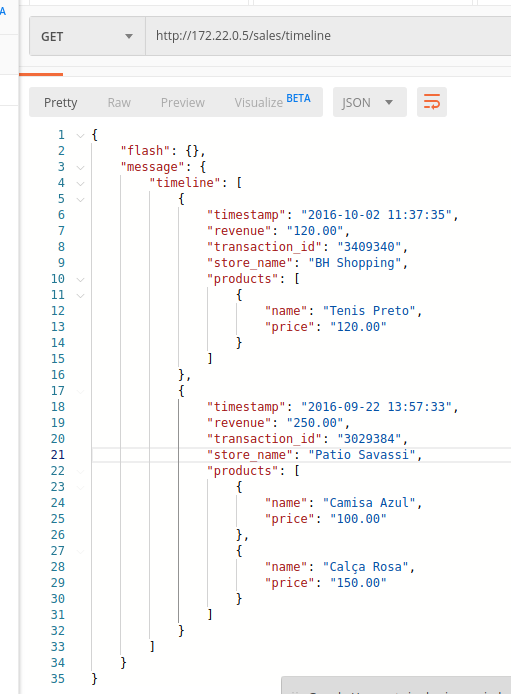 A
GET http://172.22.0.5/sales/timeline
Pretty Raw Preview Visualize BETA JSON
1 {
2 "flash": {},
3 "message": {
4 "timeline": [
5 {
6 "timestamp": "2016-10-02 11:37:35",
7 "revenue": "120.00",
8 "transaction_id": "3409340",
9 "store_name": "BH Shopping",
10 "products": [
11 {
12 "name": "Tenis Preto",
13 "price": "120.00"
14 }
15 ]
16 },
17 {
18 "timestamp": "2016-09-22 13:57:33",
19 "revenue": "250.00",
20 "transaction_id": "3029384",
21 "store_name": "Patio Savassi",
22 "products": [
23 {
24 "name": "Camisa Azul",
25 "price": "100.00"
26 },
27 {
28 "name": "Calça Rosa",
29 "price": "150.00"
30 }
31 ]
32 }
33 ]
34 }
35 }